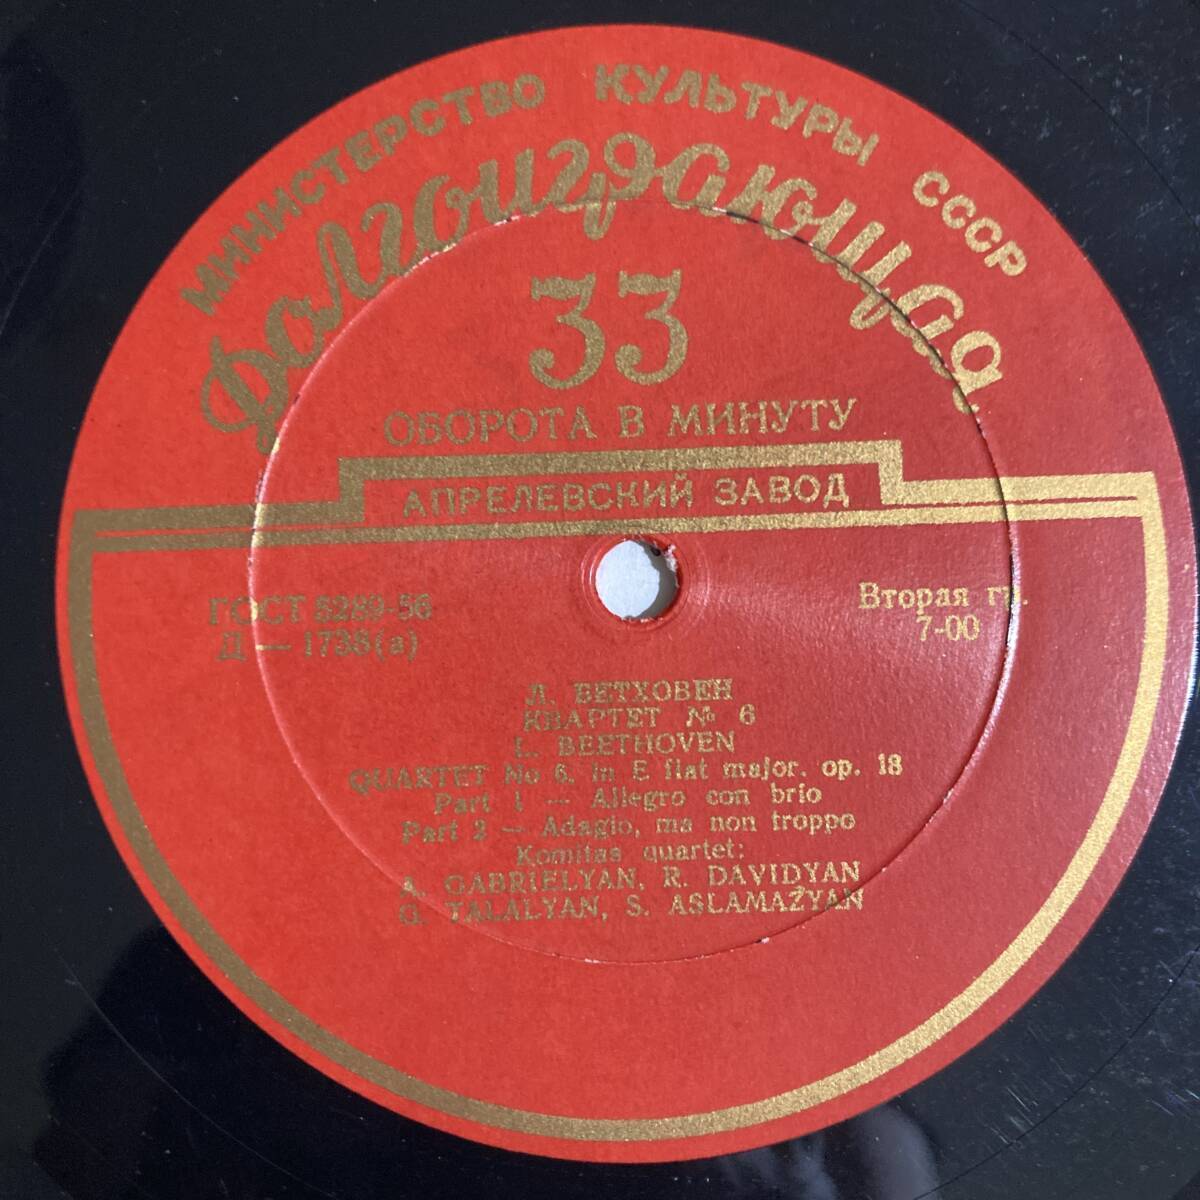 МИНИСТЕРСТВО КУЛЬТУРЫ СССР
Долгоиграющая
33
ОБОРОТА В МИНУТУ
АПРЕЛЕВСКИЙ ЗАВОД
ГОСТ 5289-56
Д — 1738(а)
Вторая гр.
7-00
Л. БЕТХОВЕН
КВАРТЕТ № 6
L. BEETHOVEN
QUARTET No 6, in E flat major. op. 18
Part 1 — Allegro con brio
Part 2 — Adagio, ma non troppo
Komitas quartet:
A. GABRIELYAN, R. DAVIDYAN
G. TALALYAN, S. ASLAMAZYAN